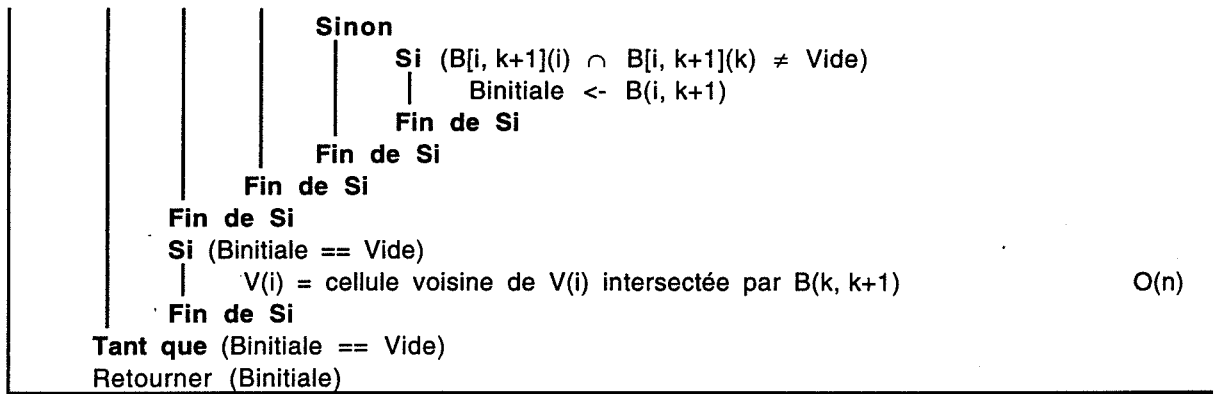 Sinon
Si (B[i, k+1](i) ∩ B[i, k+1](k) ≠ Vide)
Binitiale <- B(i, k+1)
Fin de Si
Fin de Si
Fin de Si
Fin de Si
Si (Binitiale == Vide)
V(i) = cellule voisine de V(i) intersectée par B(k, k+1) O(n)
Fin de Si
Tant que (Binitiale == Vide)
Retourner (Binitiale)